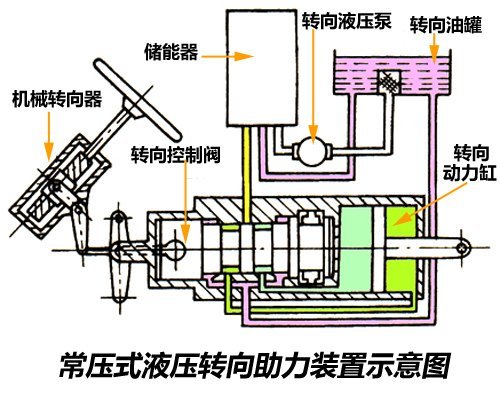 转向液压泵
转向油罐
储能器
机械转向器
转向控制阀
转向
动力缸
常压式液压转向助力装置示意图